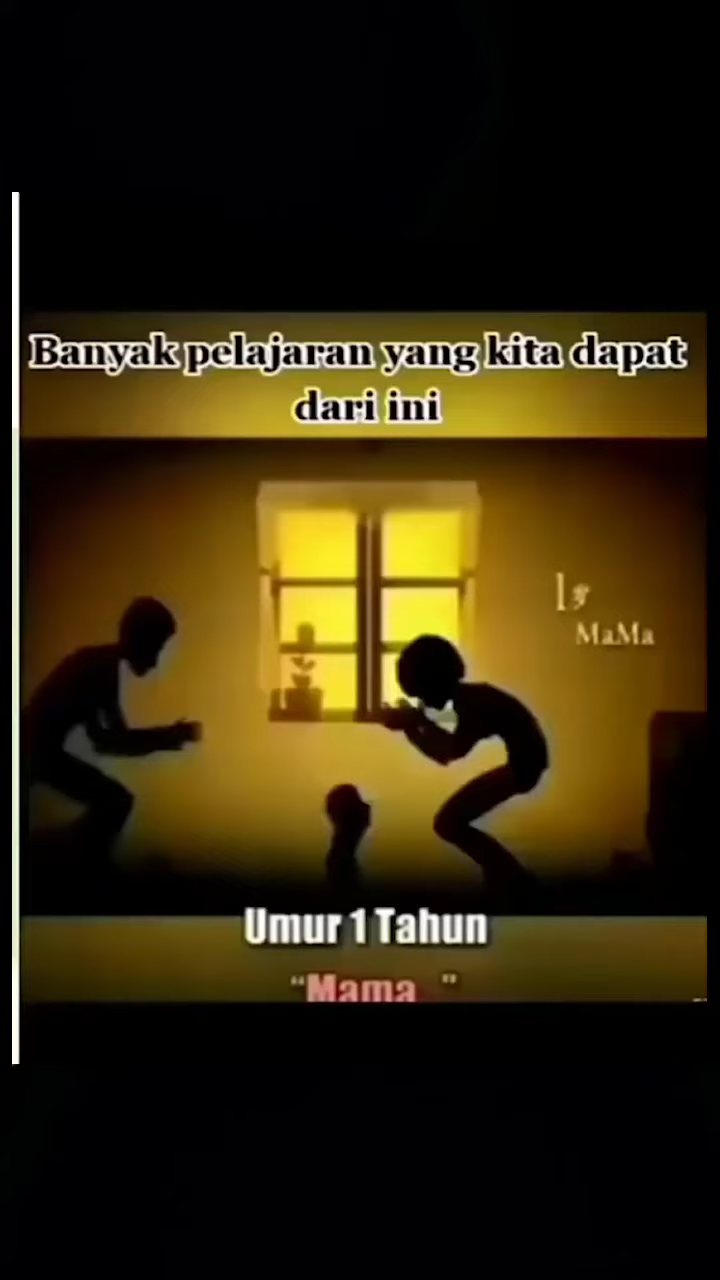 Banyak pelajaran yang kita dapat
dari ini
MaMa
Umur 1 Tahun
“Mama ”